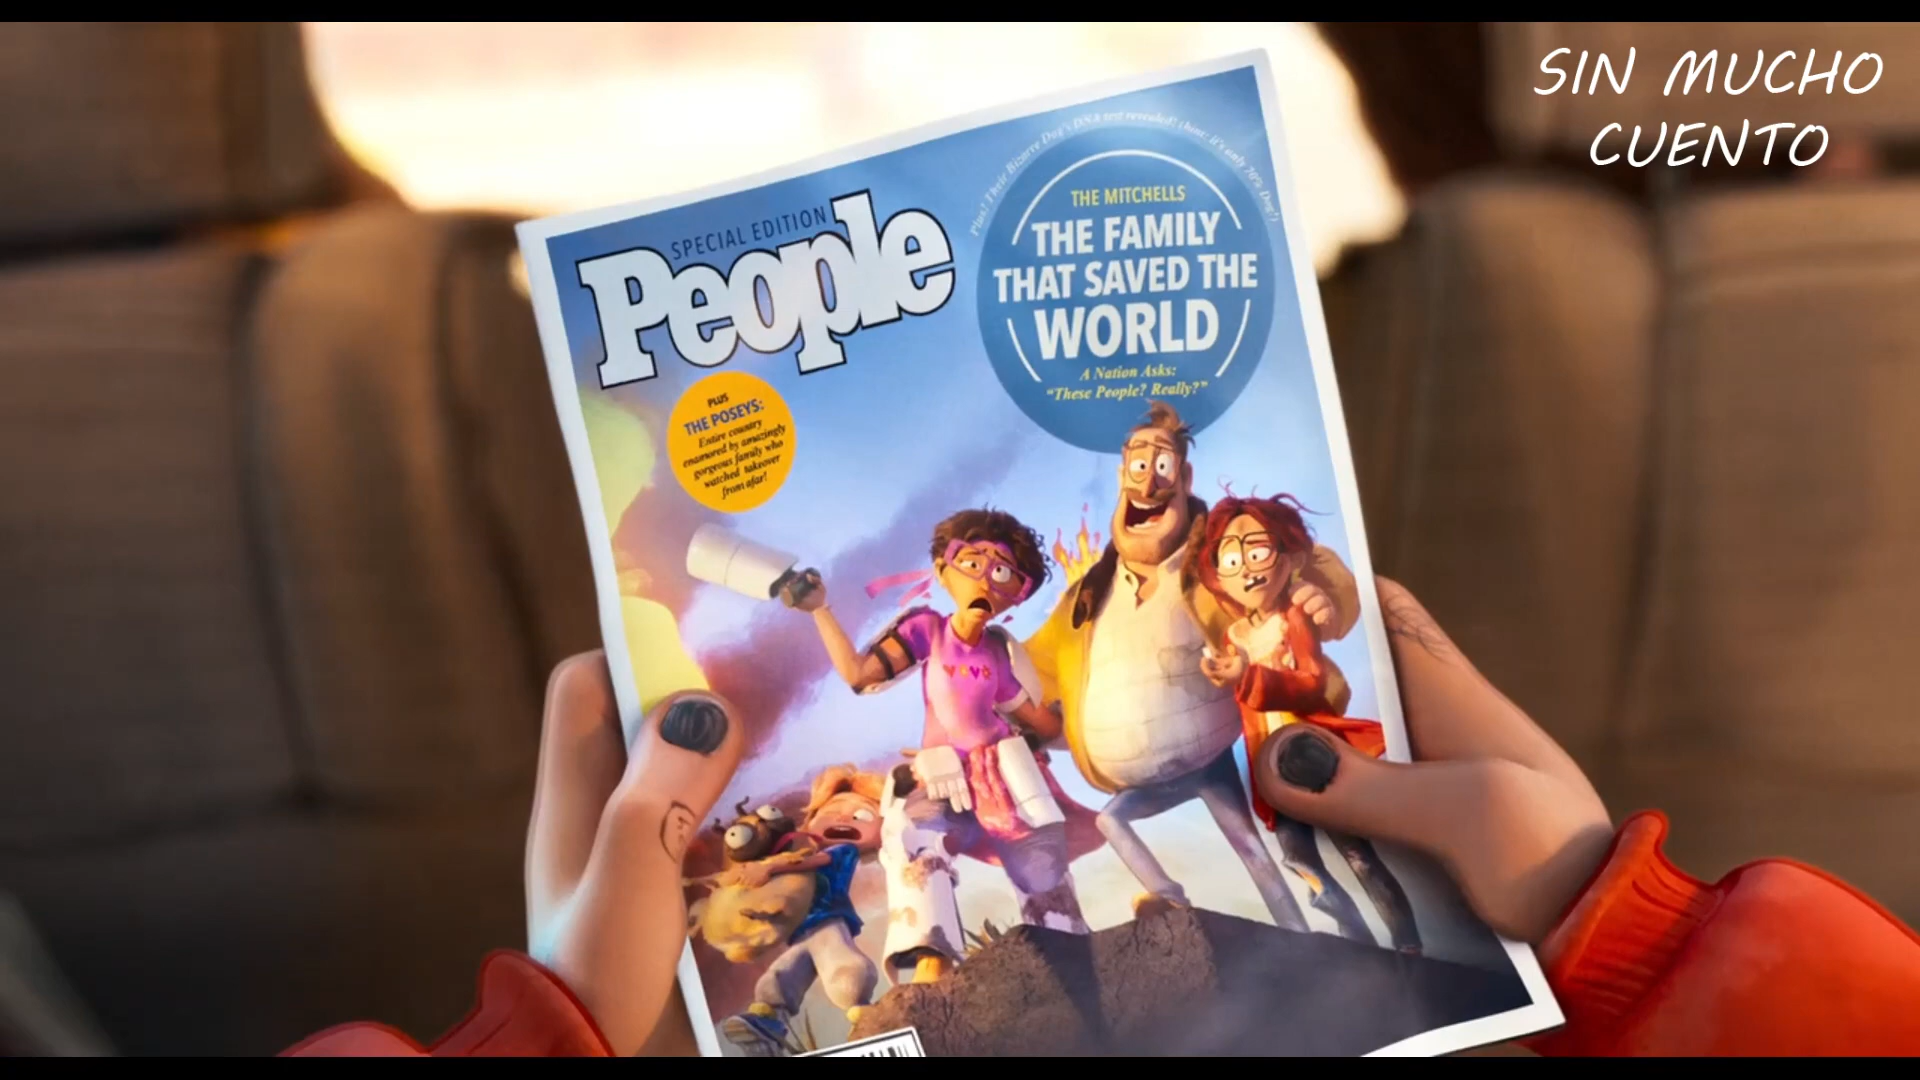 SIN MUCHO
CUENTO
Plus! Their Bizarre Dog's DNA test revealed! (hint: it's only 20% Dog!)
SPECIAL EDITION
People
THE MITCHELLS
THE FAMILY
THAT SAVED THE
WORLD
A Nation Asks:
"These People? Really?"
PLUS
THE POSEYS:
Entire country
enamored by amazingly
gorgeous family who
watched takeover
from afar!